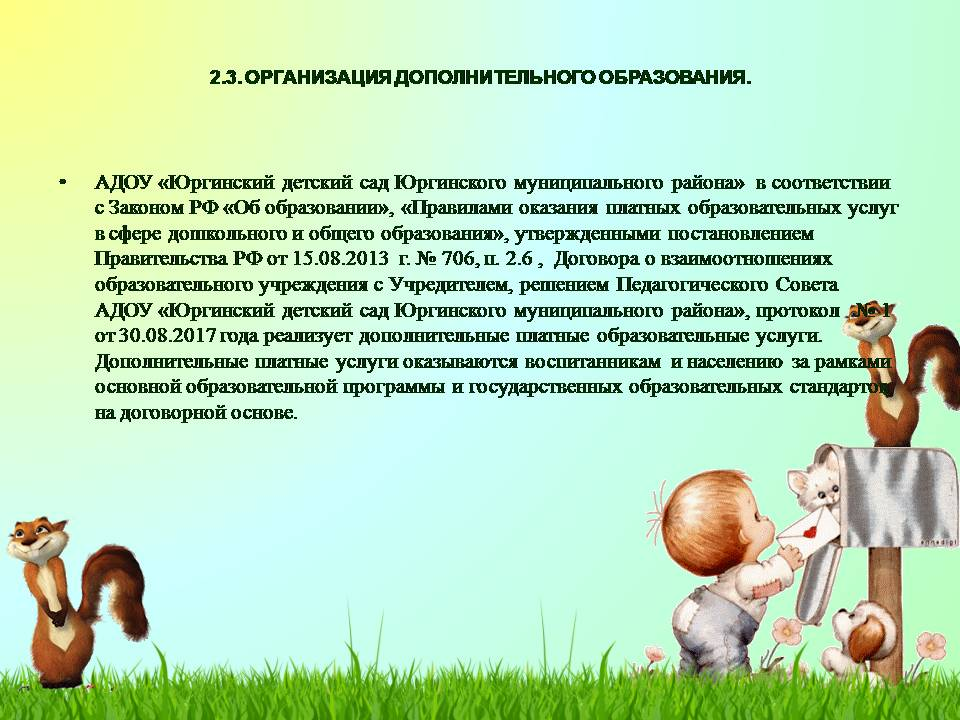 2.3. ОРГАНИЗАЦИЯ ДОПОЛНИТЕЛЬНОГО ОБРАЗОВАНИЯ.
• АДОУ «Юргинский детский сад Юргинского муниципального района» в соответствии
с Законом РФ «Об образовании», «Правилами оказания платных образовательных услуг
в сфере дошкольного и общего образования», утвержденными постановлением
Правительства РФ от 15.08.2013 г. № 706, п. 2.6 , Договора о взаимоотношениях
образовательного учреждения с Учредителем, решением Педагогического Совета
АДОУ «Юргинский детский сад Юргинского муниципального района», протокол . № 1
от 30.08.2017 года реализует дополнительные платные образовательные услуги.
Дополнительные платные услуги оказываются воспитанникам и населению за рамками
основной образовательной программы и государственных образовательных стандартов,
на договорной основе.